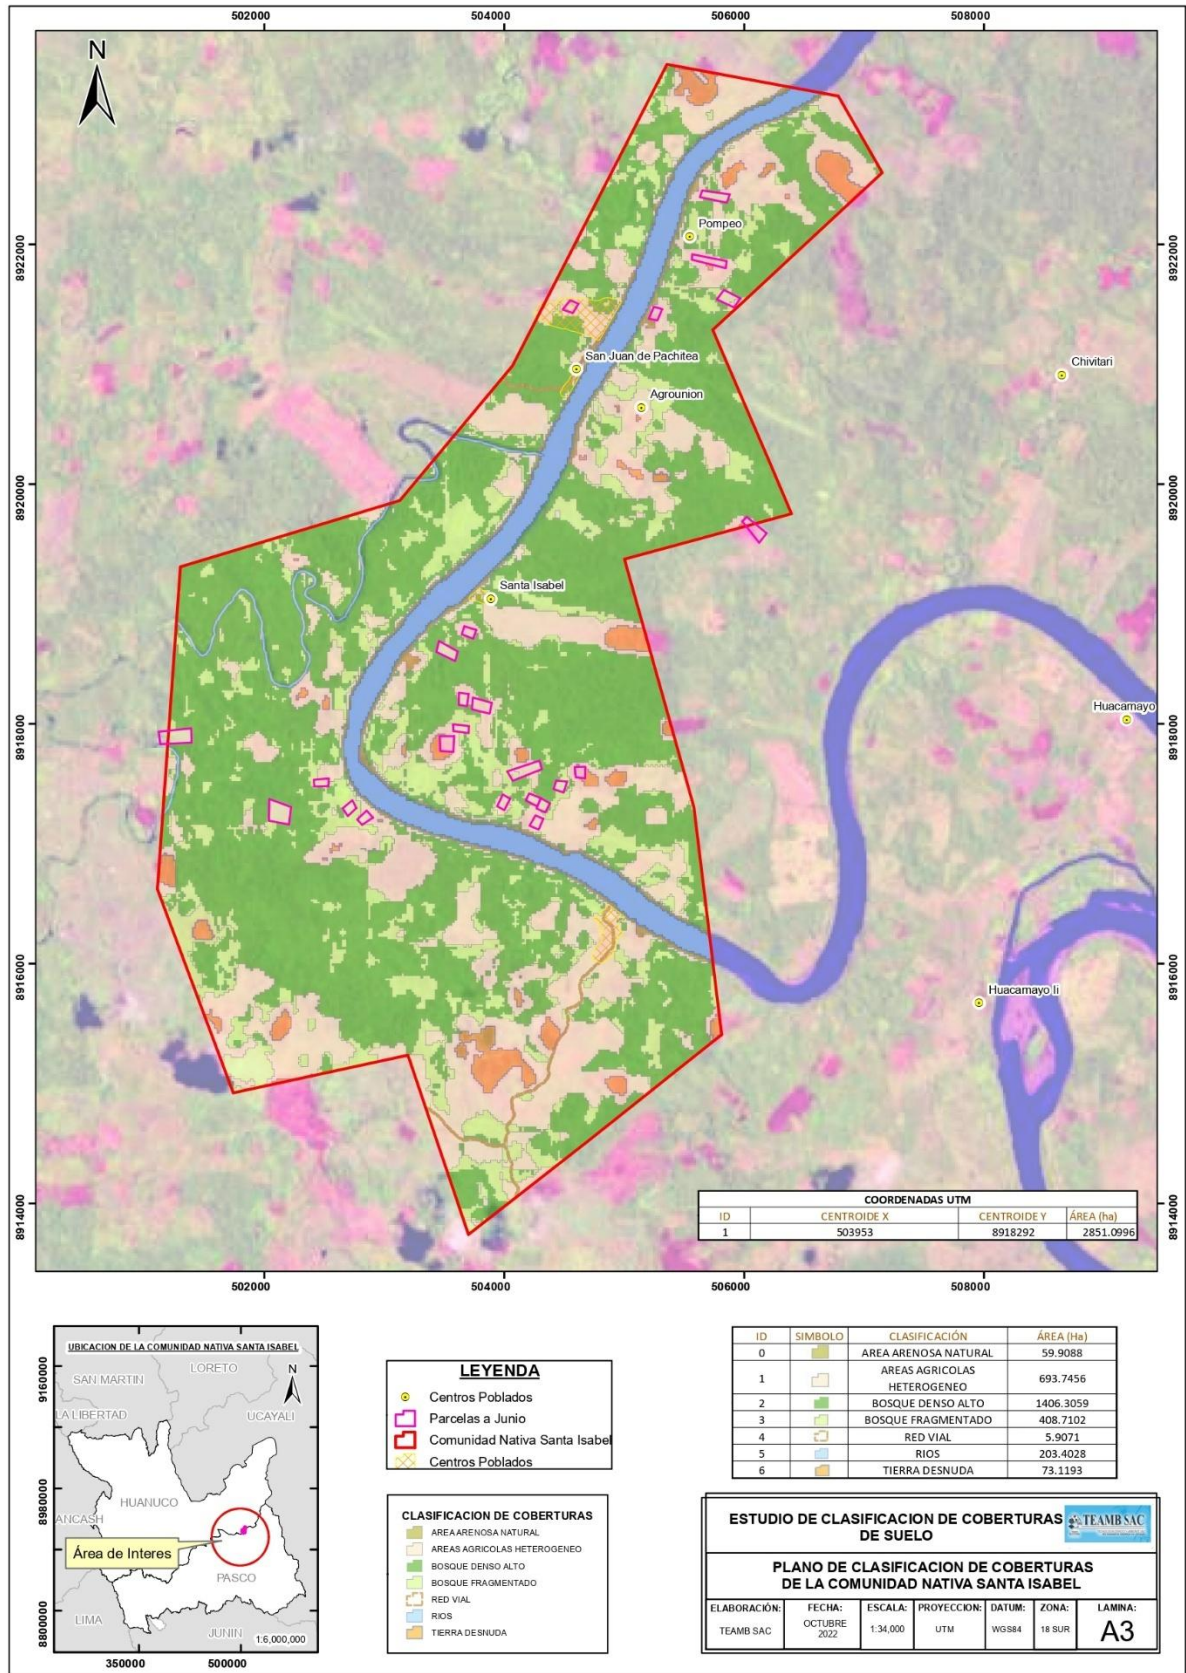 502000 504000 506000 508000
N
8922000 8922000
Pompeo
San Juan de Pachitea
Chivitari
Agrounion
8920000 8920000
Santa Isabel
8918000 8918000
Huacamayo
8916000 8916000
Huacamayo Ii
8914000 8914000
COORDENADAS UTM
ID CENTROIDE X CENTROIDE Y ÁREA (ha)
1 503953 8918292 2851.0996
502000 504000 506000 508000
UBICACION DE LA COMUNIDAD NATIVA SANTA ISABEL
LORETO
N
SAN MARTIN
LA LIBERTAD
UCAYALI
HUANUCO
ANCASH
Área de Interes
PASCO
LIMA
JUNIN
1:6,000,000
9160000
8980000
8800000
350000 500000
LEYENDA
Centros Poblados
Parcelas a Junio
Comunidad Nativa Santa Isabel
Centros Poblados
CLASIFICACION DE COBERTURAS
AREA ARENOSA NATURAL
AREAS AGRICOLAS HETEROGENEO
BOSQUE DENSO ALTO
BOSQUE FRAGMENTADO
RED VIAL
RIOS
TIERRA DESNUDA
ID SIMBOLO CLASIFICACIÓN ÁREA (Ha)
0 AREA ARENOSA NATURAL 59.9088
1 AREAS AGRICOLAS HETEROGENEO 693.7456
2 BOSQUE DENSO ALTO 1406.3059
3 BOSQUE FRAGMENTADO 408.7102
4 RED VIAL 5.9071
5 RIOS 203.4028
6 TIERRA DESNUDA 73.1193
ESTUDIO DE CLASIFICACION DE COBERTURAS
DE SUELO
TEAMB SAC
PLANO DE CLASIFICACION DE COBERTURAS
DE LA COMUNIDAD NATIVA SANTA ISABEL
ELABORACIÓN: FECHA: ESCALA: PROYECCION: DATUM: ZONA: LAMINA:
TEAMB SAC OCTUBRE 2022 1:34,000 UTM WGS84 18 SUR A3